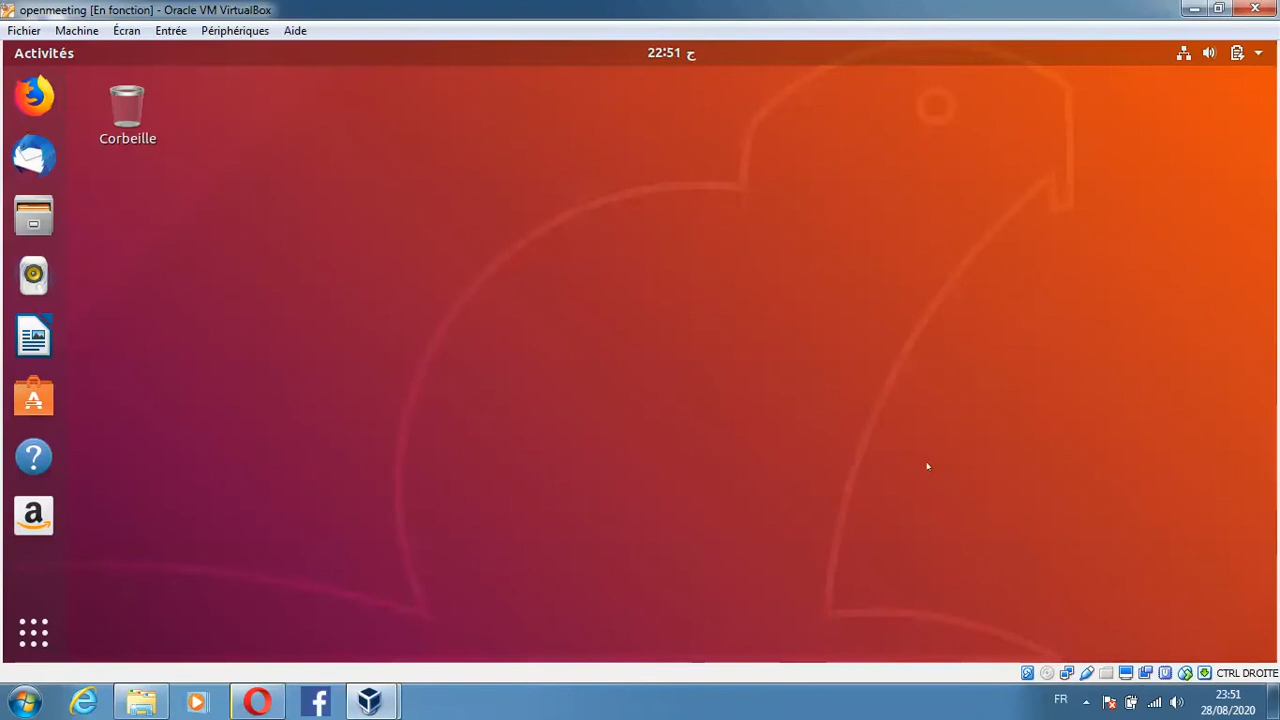 openmeeting [En fonction] - Oracle VM VirtualBox
Fichier Machine Écran Entrée Périphériques Aide
Activités
ج 22:51
Corbeille
CTRL DROITE
FR
23:51
28/08/2020